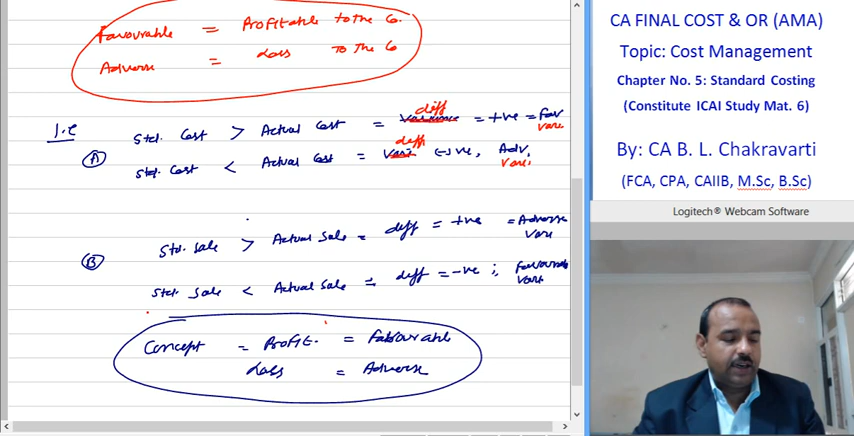 Favourable = Profitable to the Co.
Adverse = Loss To The Co
I.e
(A) Std. Cost > Actual Cost = diff = +ve = Fav Vari.
Std. Cost < Actual Cost = diff (-)ve, Adv. Vari.
(B) Std. Sale > Actual Sale = diff = +ve = Adverse Vari
Std. Sale < Actual Sale = diff = -ve ; Favourable Vari
Concept = Profit. = Favourable
Loss = Adverse
CA FINAL COST & OR (AMA)
Topic: Cost Management
Chapter No. 5: Standard Costing
(Constitute ICAI Study Mat. 6)
By: CA B. L. Chakravarti
(FCA, CPA, CAIIB, M.Sc, B.Sc)
Logitech® Webcam Software